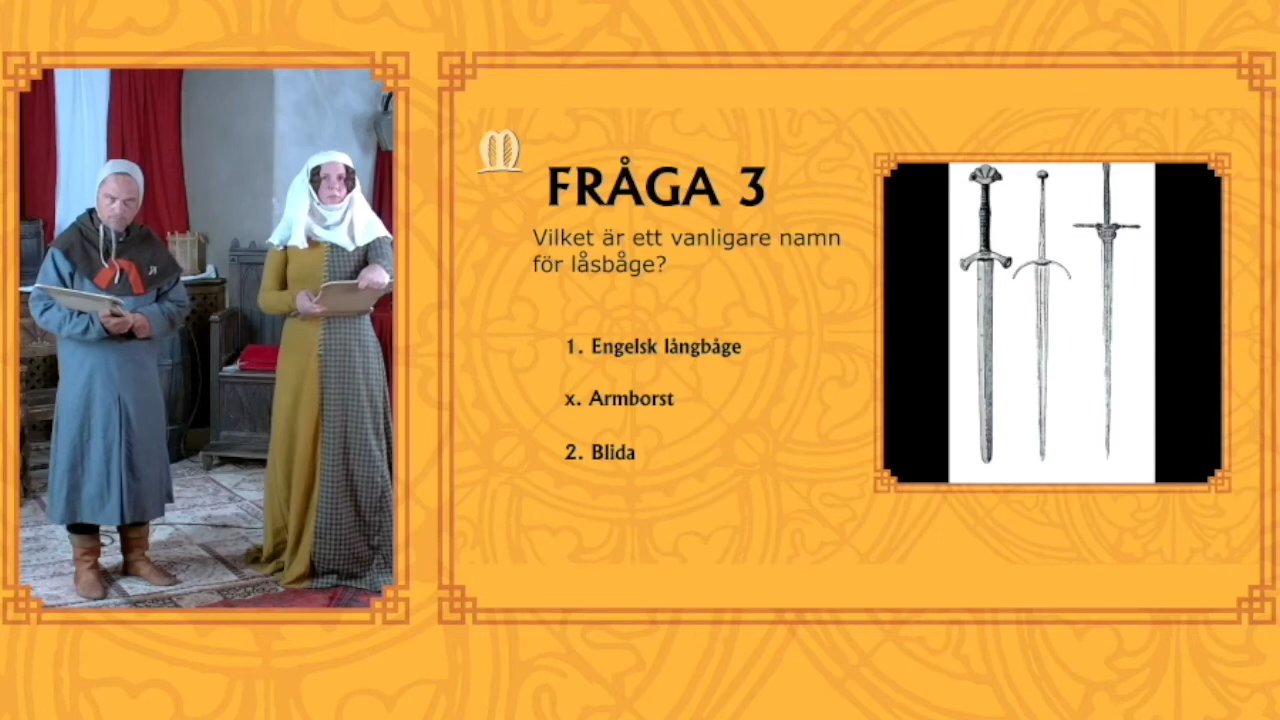 FRÅGA 3
Vilket är ett vanligare namn
för låsbåge?
1. Engelsk långbåge
x. Armborst
2. Blida